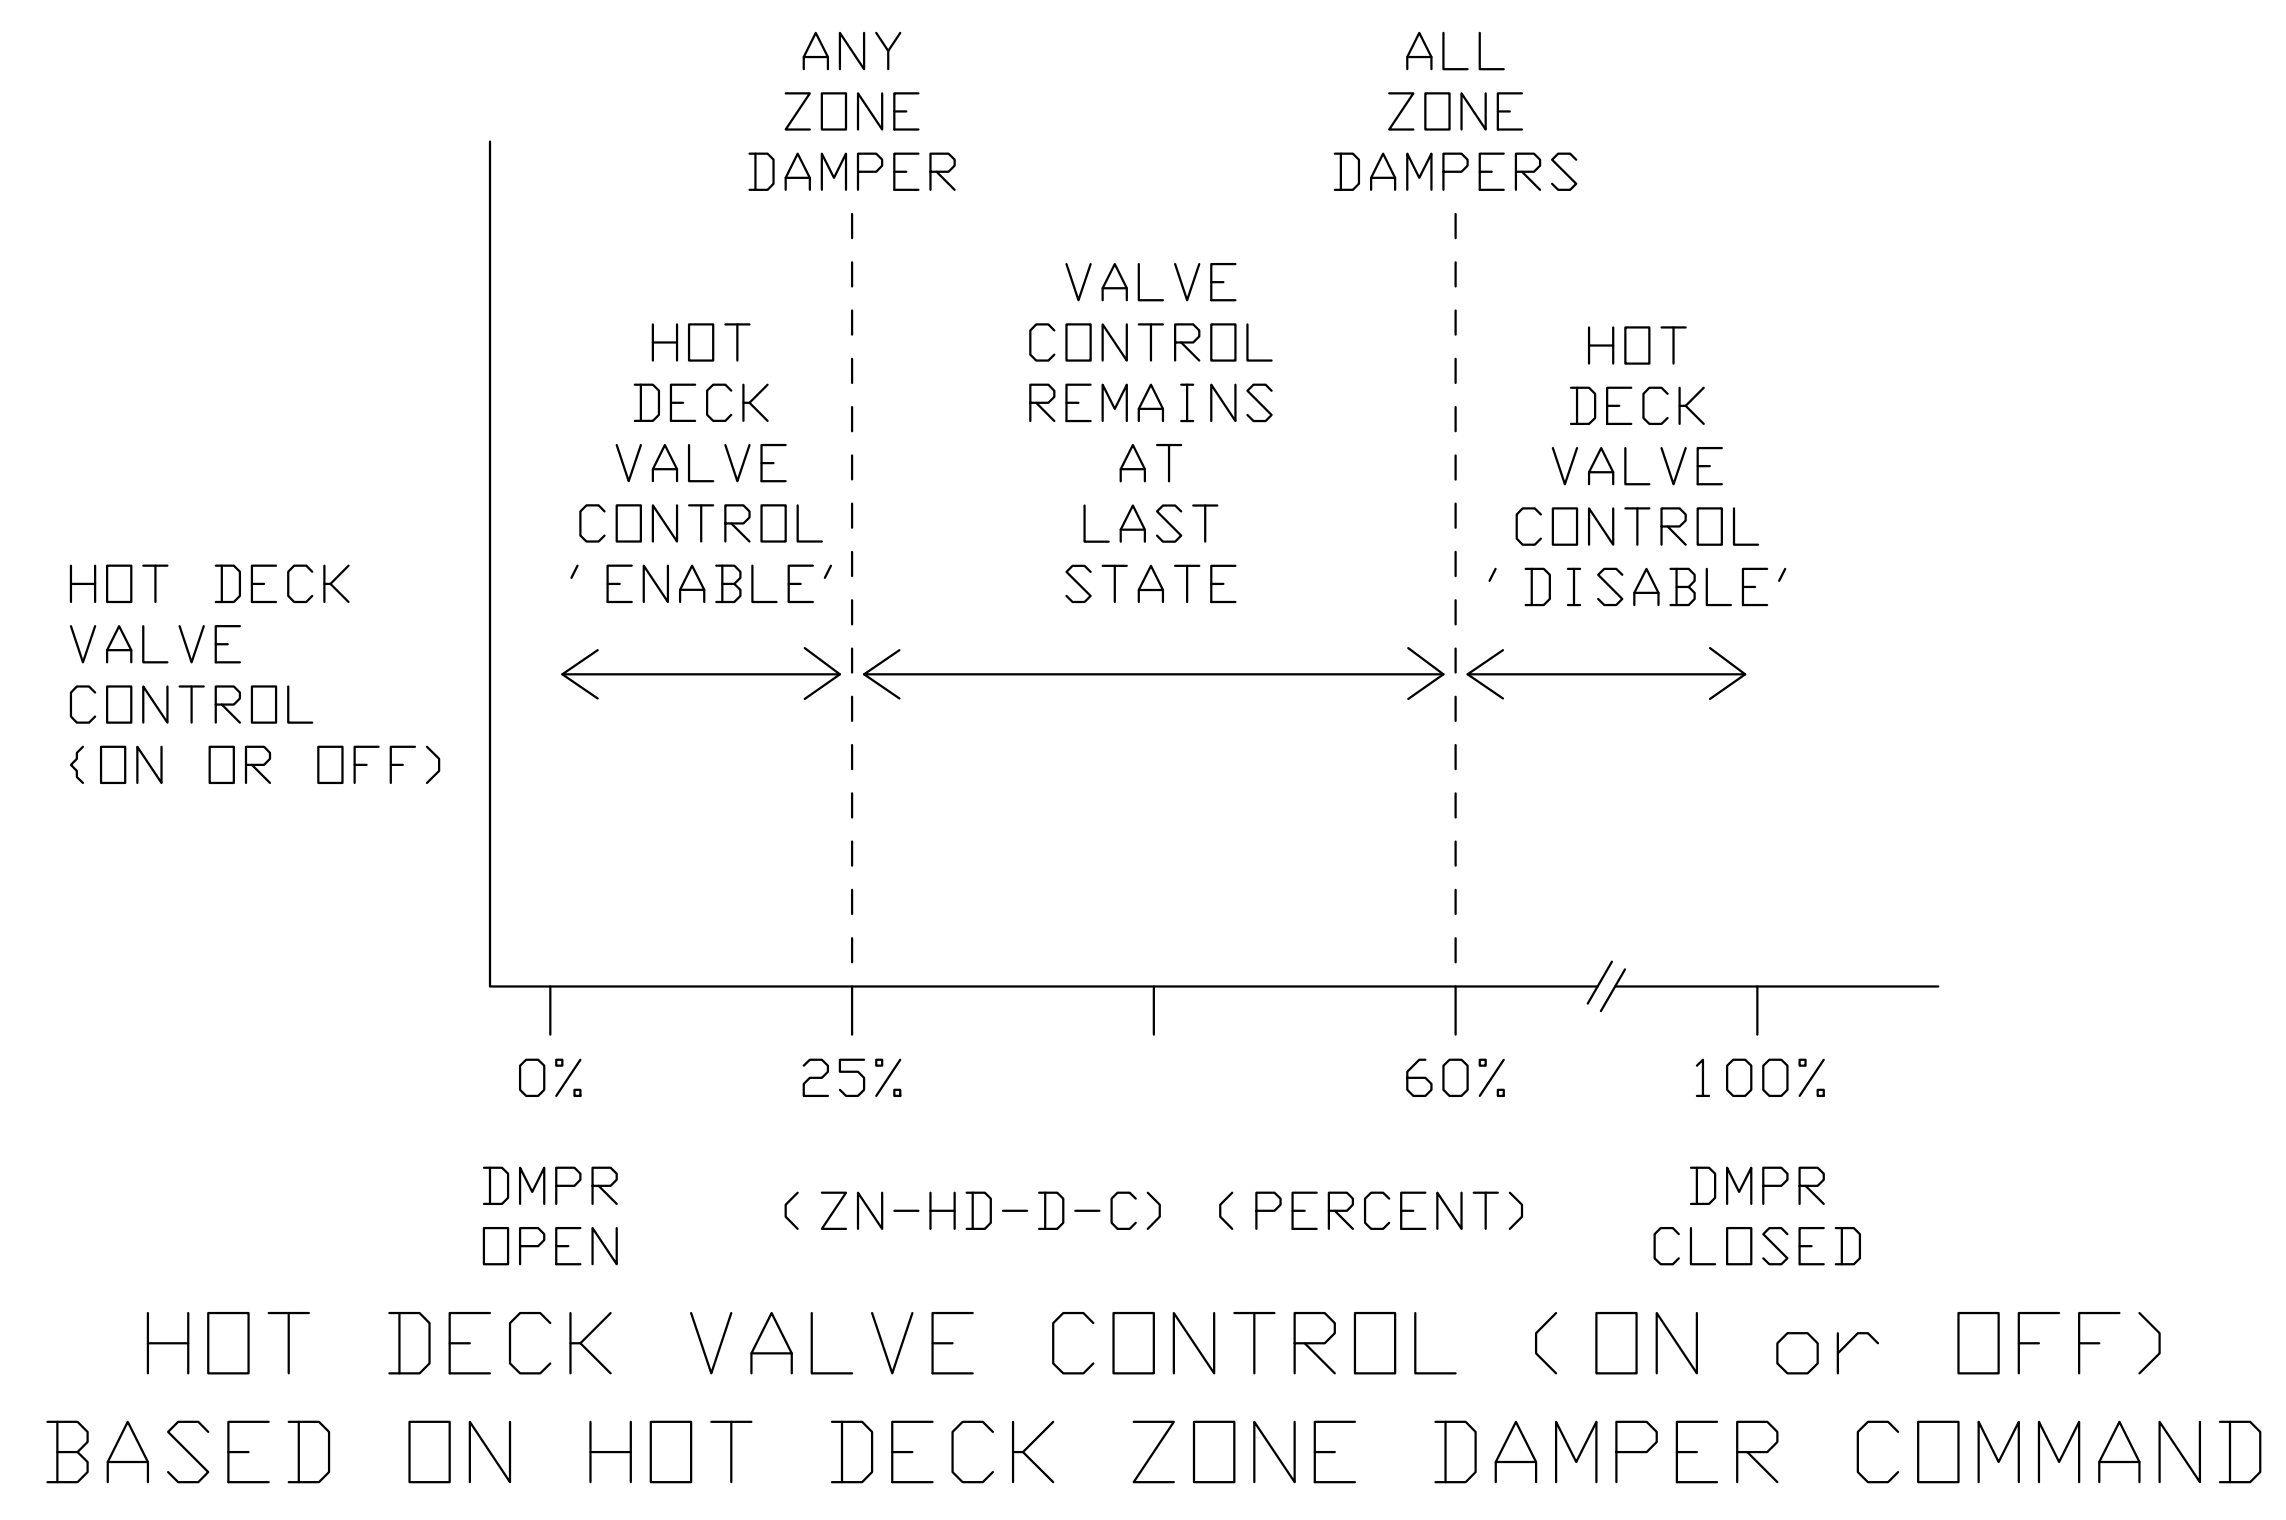 ANY
ZONE
DAMPER
ALL
ZONE
DAMPERS
HOT
DECK
VALVE
CONTROL
'ENABLE'
VALVE
CONTROL
REMAINS
AT
LAST
STATE
HOT
DECK
VALVE
CONTROL
'DISABLE'
HOT DECK
VALVE
CONTROL
{ON OR OFF)
0%
25%
60%
100%
DMPR
OPEN
(ZN-HD-D-C) (PERCENT)
DMPR
CLOSED
HOT DECK VALVE CONTROL (ON or OFF)
BASED ON HOT DECK ZONE DAMPER COMMAND